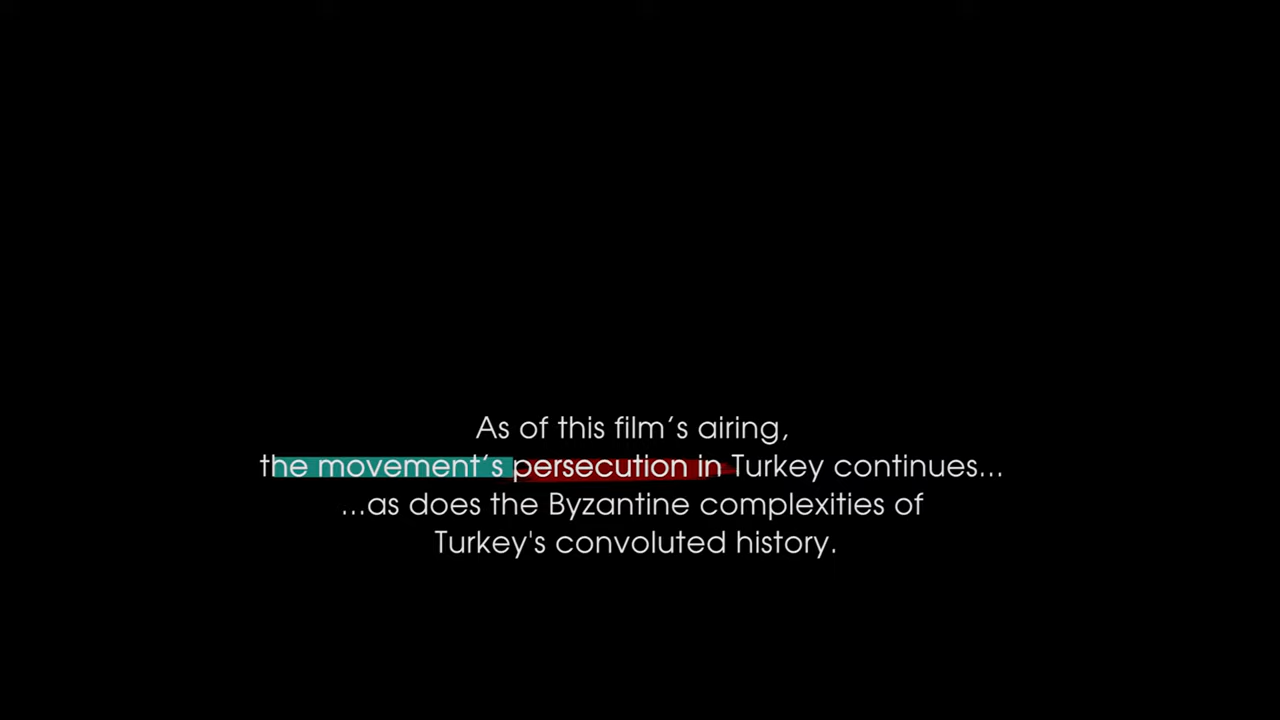 As of this film’s airing,
the movement’s persecution in Turkey continues...
...as does the Byzantine complexities of
Turkey's convoluted history.